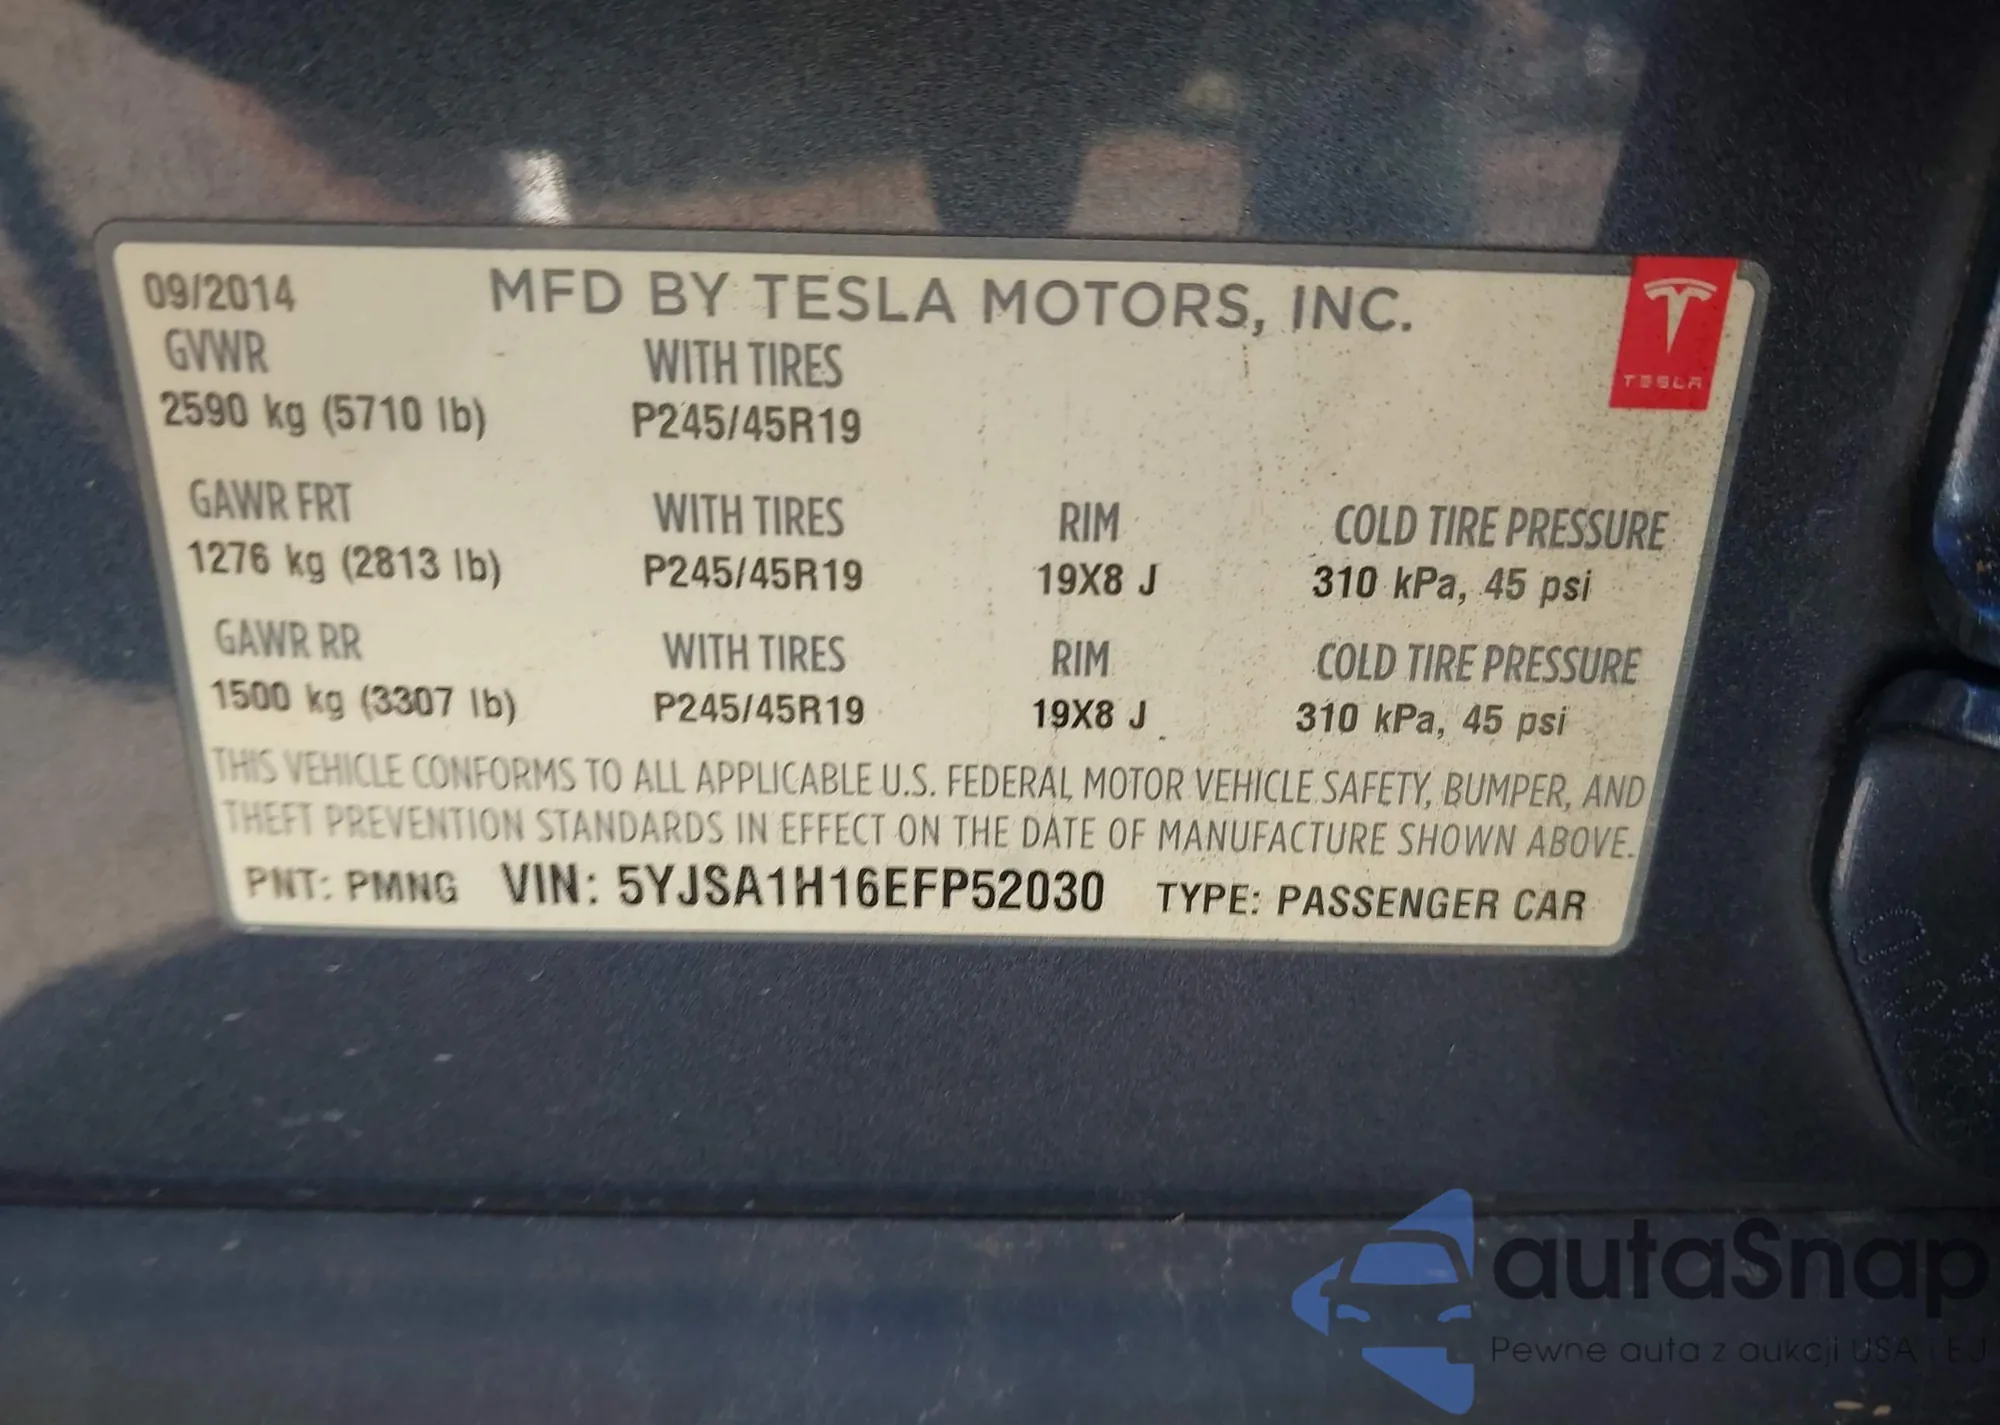 09/2014 MFD BY TESLA MOTORS, INC.
TESLA
GVWR WITH TIRES
2590 kg (5710 lb) P245/45R19
GAWR FRT WITH TIRES RIM COLD TIRE PRESSURE
1276 kg (2813 lb) P245/45R19 19X8 J 310 kPa, 45 psi
GAWR RR WITH TIRES RIM COLD TIRE PRESSURE
1500 kg (3307 lb) P245/45R19 19X8 J 310 kPa, 45 psi
THIS VEHICLE CONFORMS TO ALL APPLICABLE U.S. FEDERAL MOTOR VEHICLE SAFETY, BUMPER, AND
THEFT PREVENTION STANDARDS IN EFFECT ON THE DATE OF MANUFACTURE SHOWN ABOVE.
PNT: PMNG VIN: 5YJSA1H16EFP52030 TYPE: PASSENGER CAR
autaSnap
Pewne auta z aukcji USA i EJ